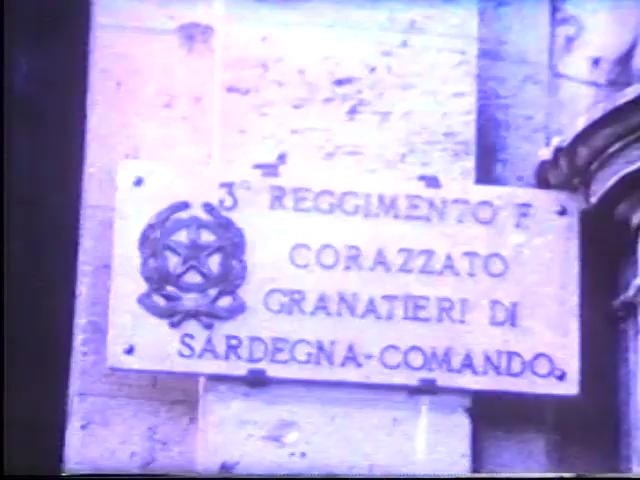 3° REGGIMENTO F
CORAZZATO
GRANATIERI DI
SARDEGNA-COMANDO